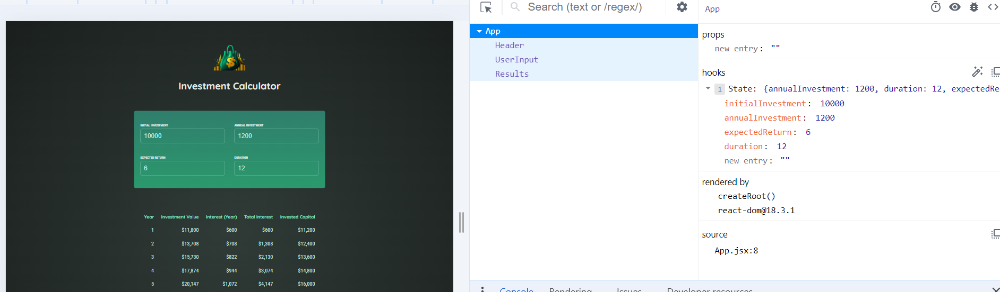 Investment Calculator
INITIAL INVESTMENT ANNUAL INVESTMENT
10000 1200
EXPECTED RETURN DURATION
6 12
Year Investment Value Interest (Year) Total Interest Invested Capital
1 $11,800 $600 $600 $11,200
2 $13,708 $708 $1,308 $12,400
3 $15,730 $822 $2,130 $13,600
4 $17,874 $944 $3,074 $14,800
5 $20,147 $1,072 $4,147 $16,000
Search (text or /regex/)
App
Header
UserInput
Results
App
props
new entry: ""
hooks
1 State: {annualInvestment: 1200, duration: 12, expectedRe
initialInvestment: 10000
annualInvestment: 1200
expectedReturn: 6
duration: 12
new entry: ""
rendered by
createRoot()
react-dom@18.3.1
source
App.jsx:8
Console Rendering Issues Developer resources